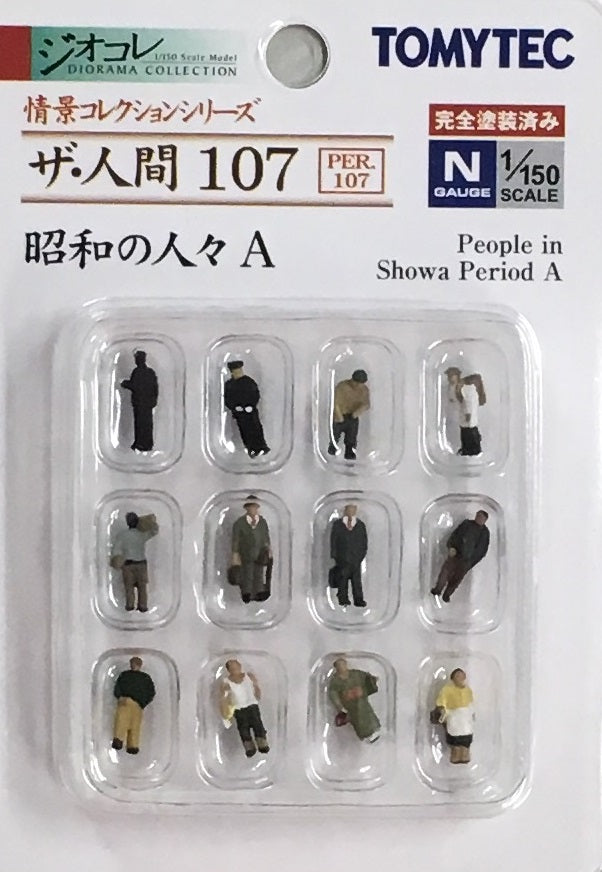 ジオコレ
1/150 Scale Model
DIORAMA COLLECTION
TOMYTEC
情景コレクションシリーズ
完全塗装済み
ザ・人間 107
PER.
107
N
GAUGE
1/150
SCALE
昭和の人々 A
People in
Showa Period A